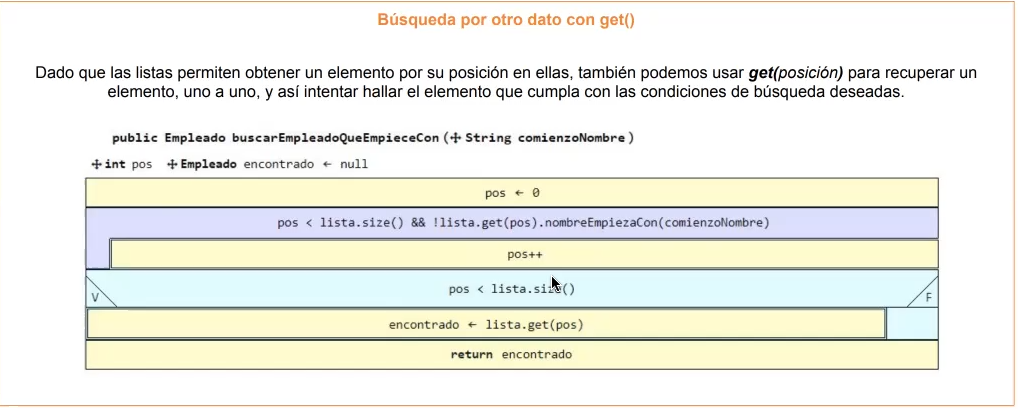 Búsqueda por otro dato con get()
Dado que las listas permiten obtener un elemento por su posición en ellas, también podemos usar get(posición) para recuperar un
elemento, uno a uno, y así intentar hallar el elemento que cumpla con las condiciones de búsqueda deseadas.
public Empleado buscarEmpleadoQueEmpieceCon (✢ String comienzoNombre)
✢ int pos ✢ Empleado encontrado ← null
pos ← 0
pos < lista.size() && !lista.get(pos).nombreEmpiezaCon(comienzoNombre)
pos++
pos < lista.size()
V F
encontrado ← lista.get(pos)
return encontrado